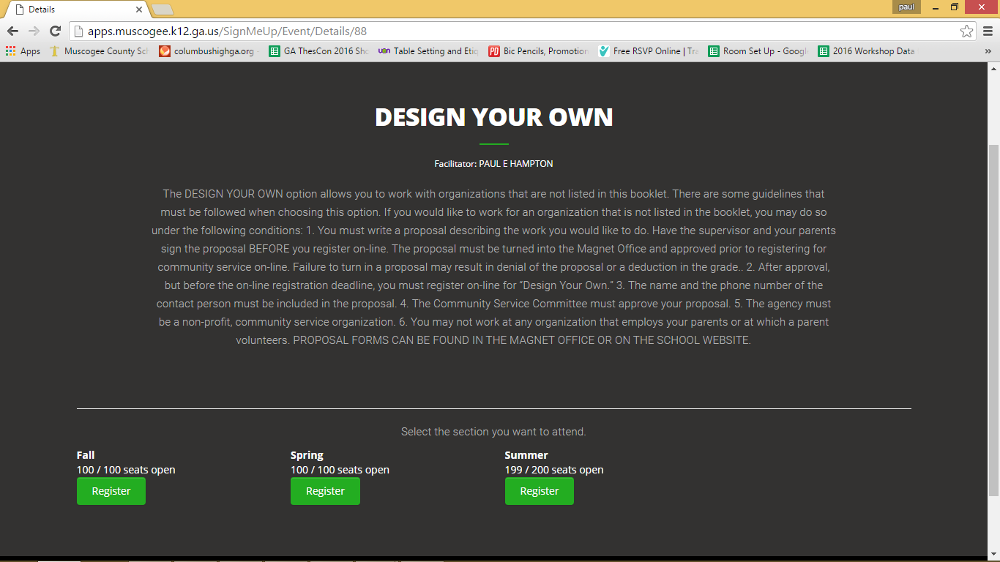 Details
paul
apps.muscogee.k12.ga.us/SignMeUp/Event/Details/88
Apps
Muscogee County Sch
columbushighga.org -
GA ThesCon 2016 Sho
Table Setting and Etiq
Bic Pencils, Promotion
Free RSVP Online | Tra
Room Set Up - Google
2016 Workshop Data
»
DESIGN YOUR OWN
Facilitator: PAUL E HAMPTON
The DESIGN YOUR OWN option allows you to work with organizations that are not listed in this booklet. There are some guidelines that
must be followed when choosing this option. If you would like to work for an organization that is not listed in the booklet, you may do so
under the following conditions: 1. You must write a proposal describing the work you would like to do. Have the supervisor and your parents
sign the proposal BEFORE you register on-line. The proposal must be turned into the Magnet Office and approved prior to registering for
community service on-line. Failure to turn in a proposal may result in denial of the proposal or a deduction in the grade.. 2. After approval,
but before the on-line registration deadline, you must register on-line for “Design Your Own.” 3. The name and the phone number of the
contact person must be included in the proposal. 4. The Community Service Committee must approve your proposal. 5. The agency must
be a non-profit, community service organization. 6. You may not work at any organization that employs your parents or at which a parent
volunteers. PROPOSAL FORMS CAN BE FOUND IN THE MAGNET OFFICE OR ON THE SCHOOL WEBSITE.
Select the section you want to attend.
Fall
100 / 100 seats open
Register
Spring
100 / 100 seats open
Register
Summer
199 / 200 seats open
Register